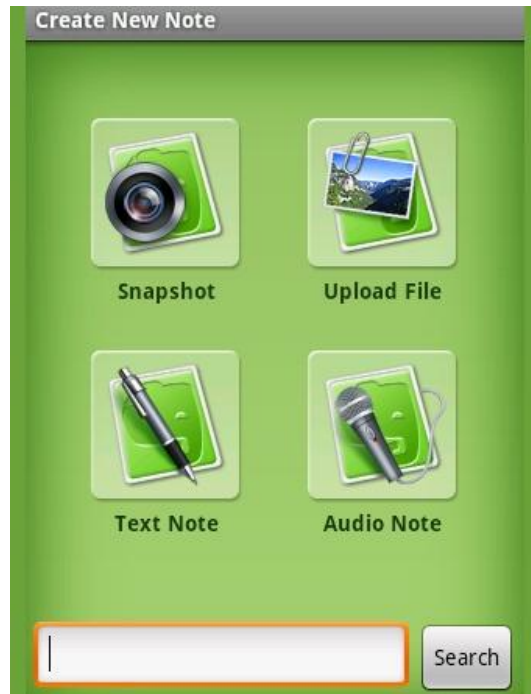 Create New Note
Snapshot
Upload File
Text Note
Audio Note
Search